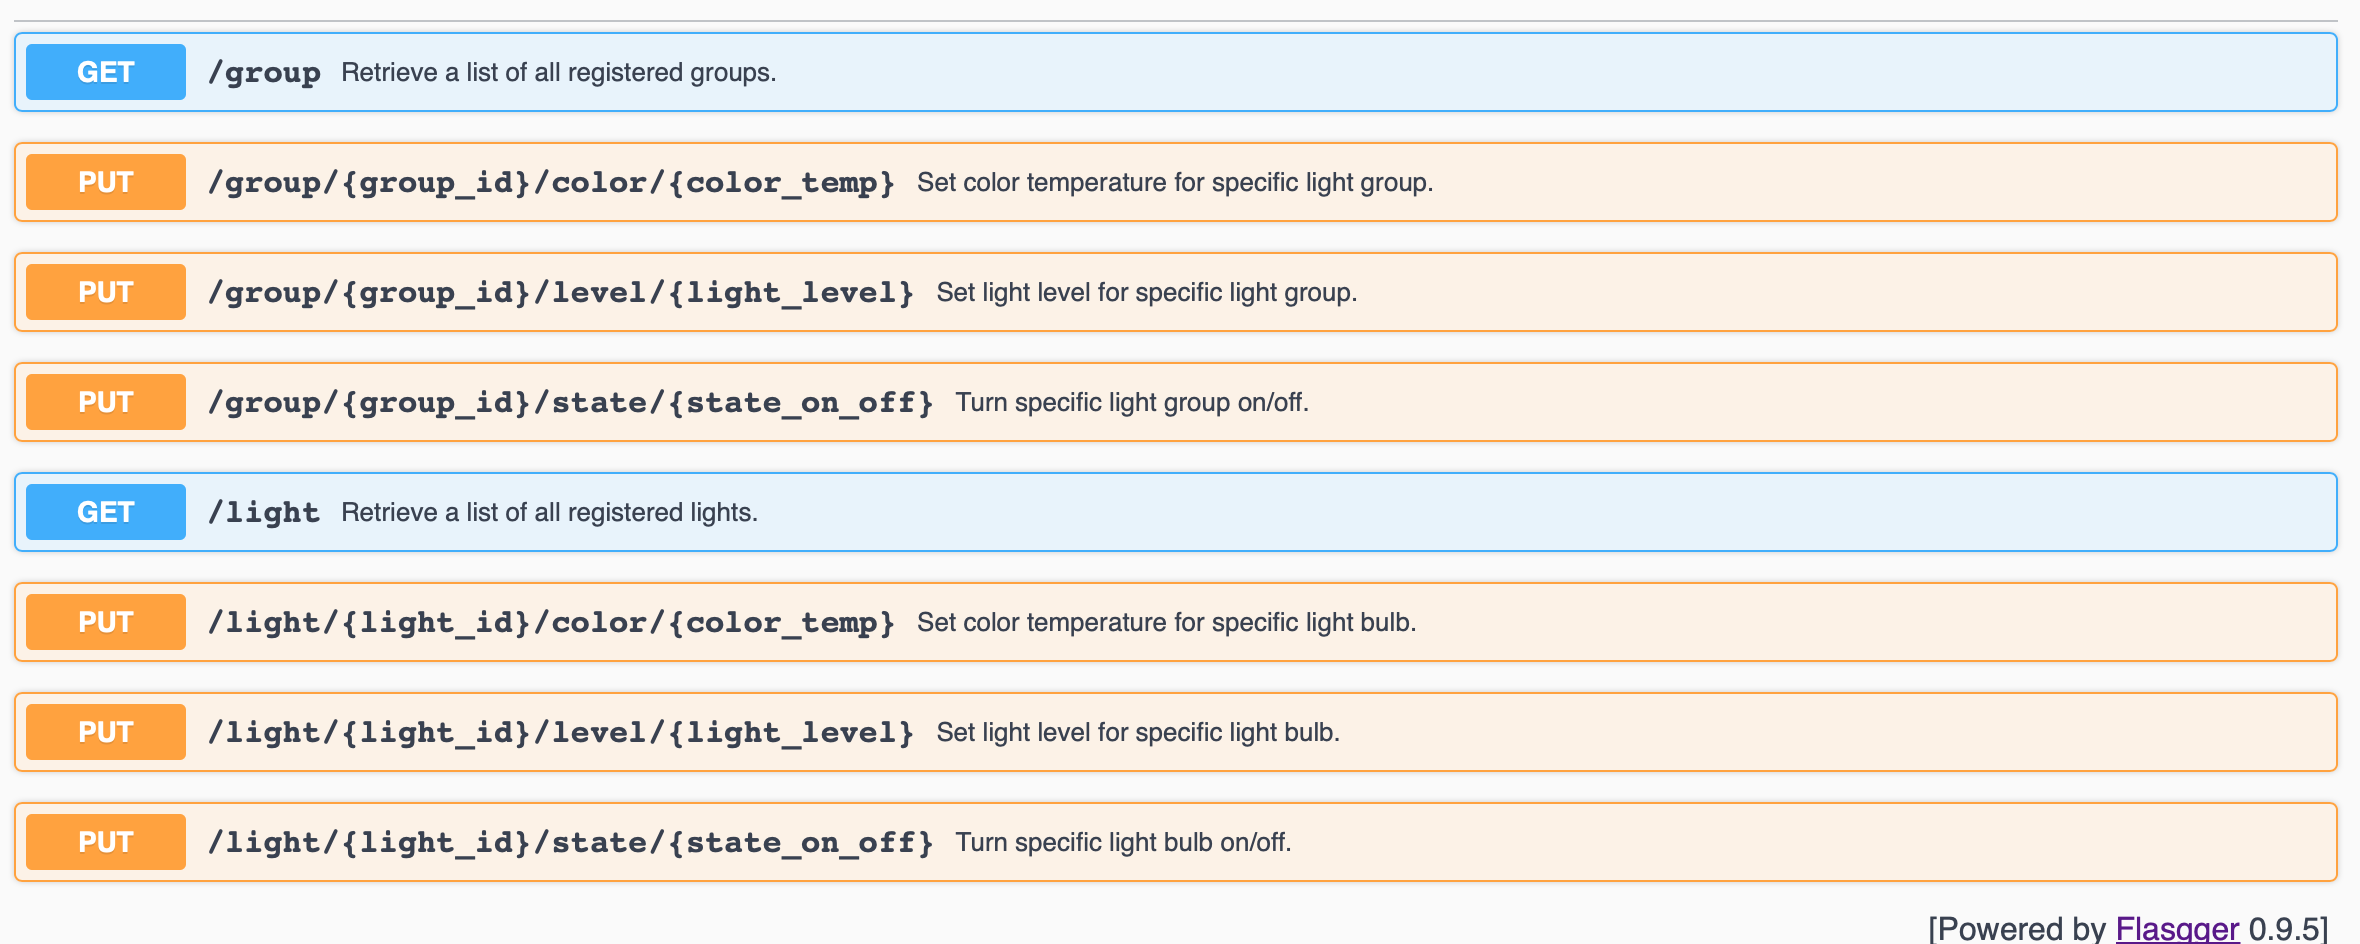 GET /group Retrieve a list of all registered groups.
PUT /group/{group_id}/color/{color_temp} Set color temperature for specific light group.
PUT /group/{group_id}/level/{light_level} Set light level for specific light group.
PUT /group/{group_id}/state/{state_on_off} Turn specific light group on/off.
GET /light Retrieve a list of all registered lights.
PUT /light/{light_id}/color/{color_temp} Set color temperature for specific light bulb.
PUT /light/{light_id}/level/{light_level} Set light level for specific light bulb.
PUT /light/{light_id}/state/{state_on_off} Turn specific light bulb on/off.
[Powered by Flasgger 0.9.5]